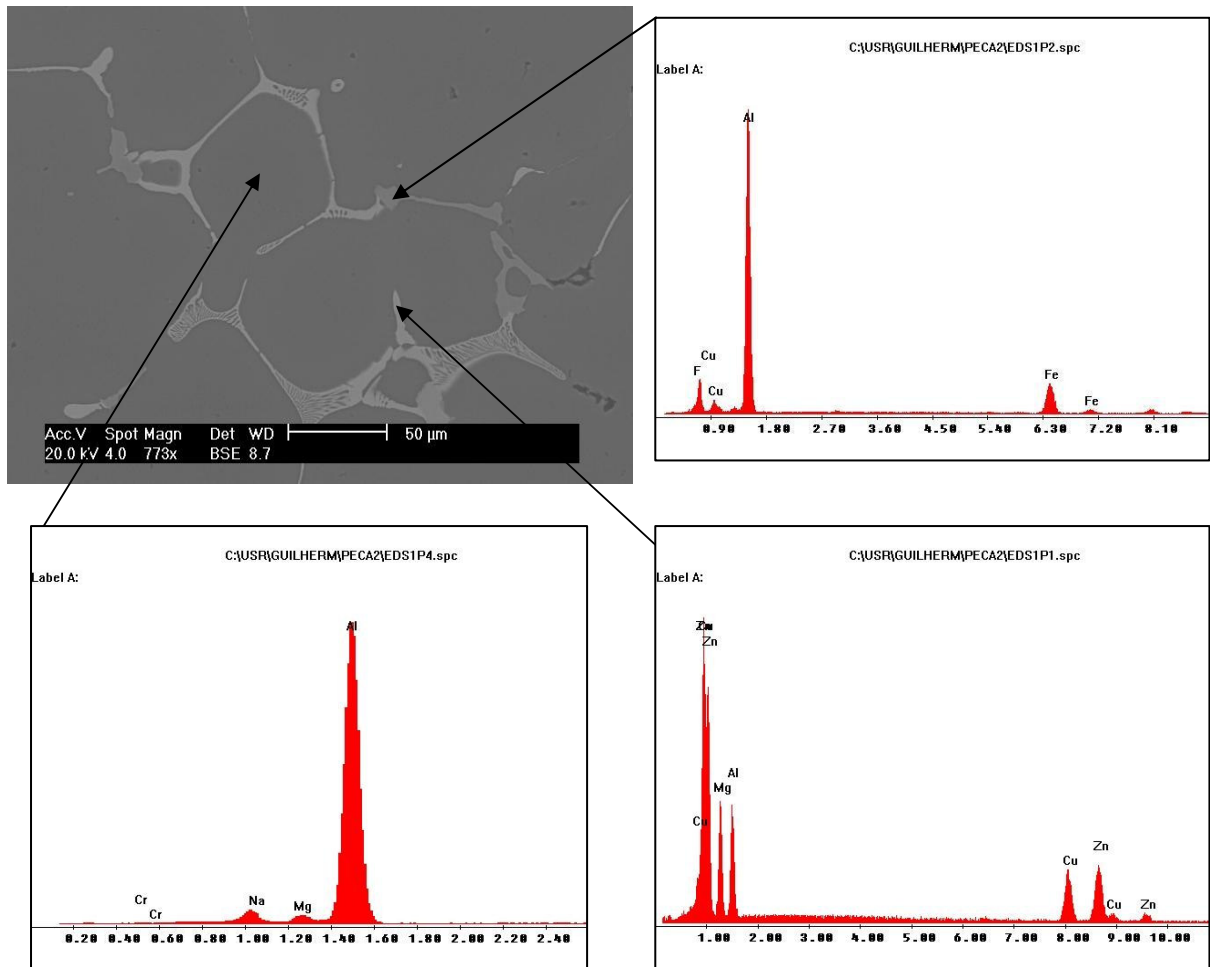 Acc.V Spot Magn Det WD 50 µm
20.0 kV 4.0 773x BSE 8.7
C:\USR\GUILHERM\PECA2\EDS1P2.spc
Label A:
Al
Cu
F
Cu
Fe
Fe
0.90 1.80 2.70 3.60 4.50 5.40 6.30 7.20 8.10
C:\USR\GUILHERM\PECA2\EDS1P4.spc
Label A:
Al
Cr
Cr
Na
Mg
0.20 0.40 0.60 0.80 1.00 1.20 1.40 1.60 1.80 2.00 2.20 2.40
C:\USR\GUILHERM\PECA2\EDS1P1.spc
Label A:
Zn
Al
Mg
Cu
Cu
Zn
Cu
Zn
1.00 2.00 3.00 4.00 5.00 6.00 7.00 8.00 9.00 10.00